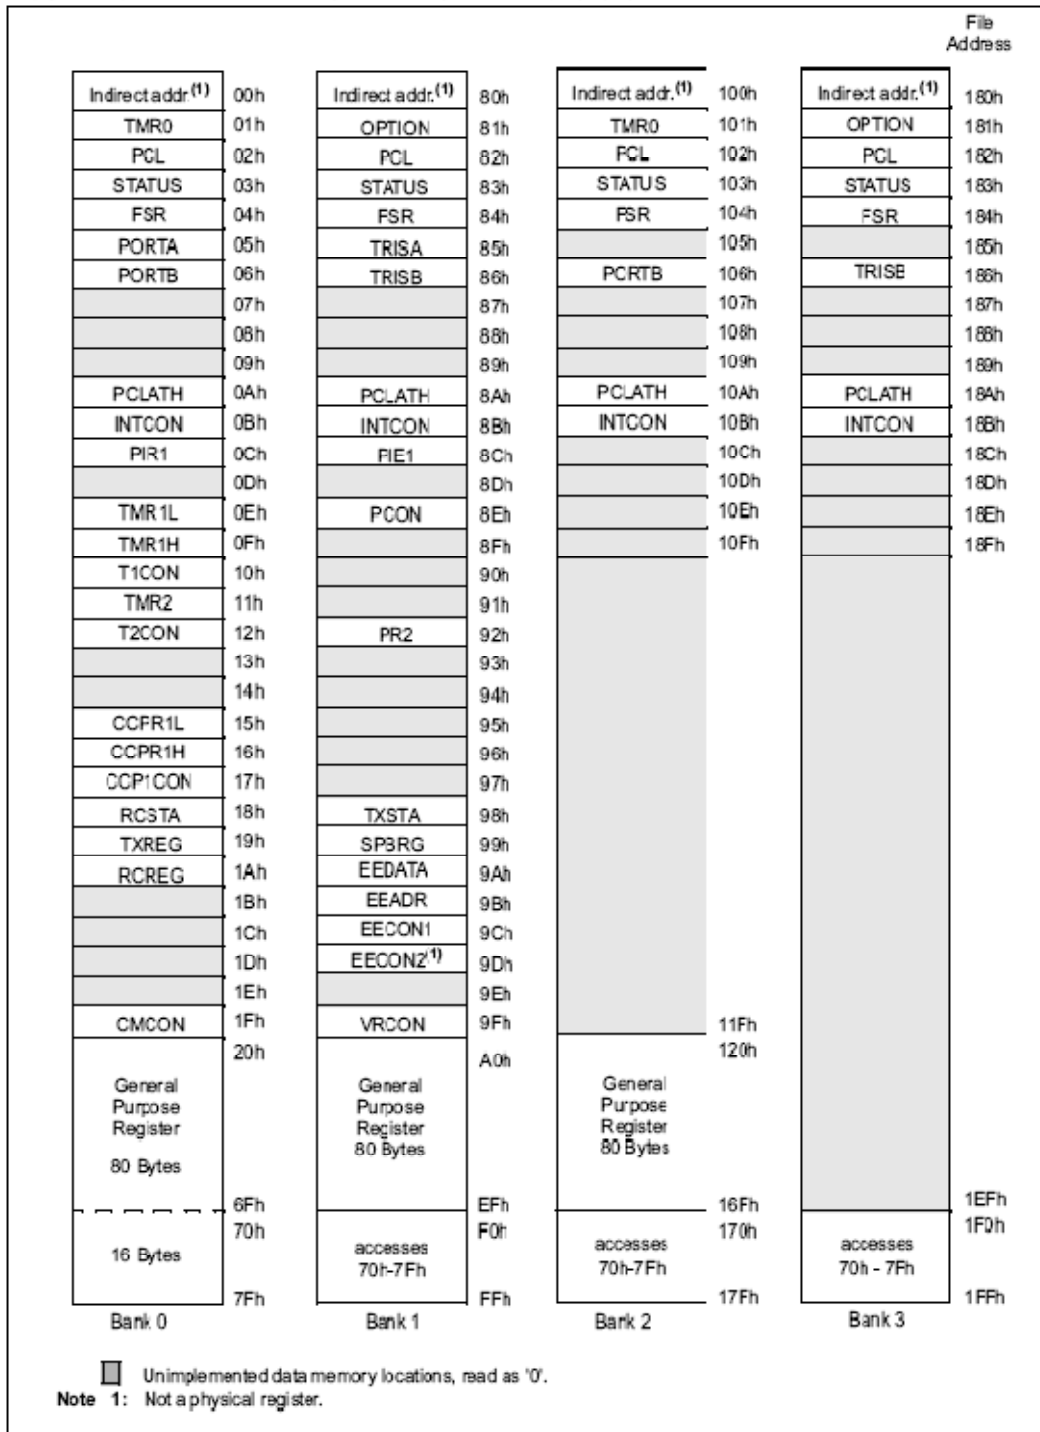 File
Address
Indirect addr.(1) 00h Indirect addr.(1) 80h Indirect addr.(1) 100h Indirect addr.(1) 180h
TMR0 01h OPTION 81h TMR0 101h OPTION 181h
PCL 02h PCL 82h PCL 102h PCL 182h
STATUS 03h STATUS 83h STATUS 103h STATUS 183h
FSR 04h FSR 84h FSR 104h FSR 184h
PORTA 05h TRISA 85h 105h 185h
PORTB 06h TRISB 86h PORTB 106h TRISB 186h
07h 87h 107h 187h
08h 88h 108h 188h
09h 89h 109h 189h
PCLATH 0Ah PCLATH 8Ah PCLATH 10Ah PCLATH 18Ah
INTCON 0Bh INTCON 8Bh INTCON 10Bh INTCON 18Bh
PIR1 0Ch PIE1 8Ch 10Ch 18Ch
0Dh 8Dh 10Dh 18Dh
TMR1L 0Eh PCON 8Eh 10Eh 18Eh
TMR1H 0Fh 8Fh 10Fh 18Fh
T1CON 10h 90h
TMR2 11h 91h
T2CON 12h PR2 92h
13h 93h
14h 94h
CCPR1L 15h 95h
CCPR1H 16h 96h
CCP1CON 17h 97h
RCSTA 18h TXSTA 98h
TXREG 19h SPBRG 99h
RCREG 1Ah EEDATA 9Ah
1Bh EEADR 9Bh
1Ch EECON1 9Ch
1Dh EECON2(1) 9Dh
1Eh 9Eh
CMCON 1Fh VRCON 9Fh 11Fh
20h A0h 120h
General General General
Purpose Purpose Purpose
Register Register Register
80 Bytes 80 Bytes 80 Bytes
6Fh EFh 16Fh 1EFh
70h F0h 170h 1F0h
16 Bytes accesses accesses accesses
70h-7Fh 70h-7Fh 70h - 7Fh
7Fh FFh 17Fh 1FFh
Bank 0 Bank 1 Bank 2 Bank 3
Unimplemented data memory locations, read as '0'.
Note 1: Not a physical register.